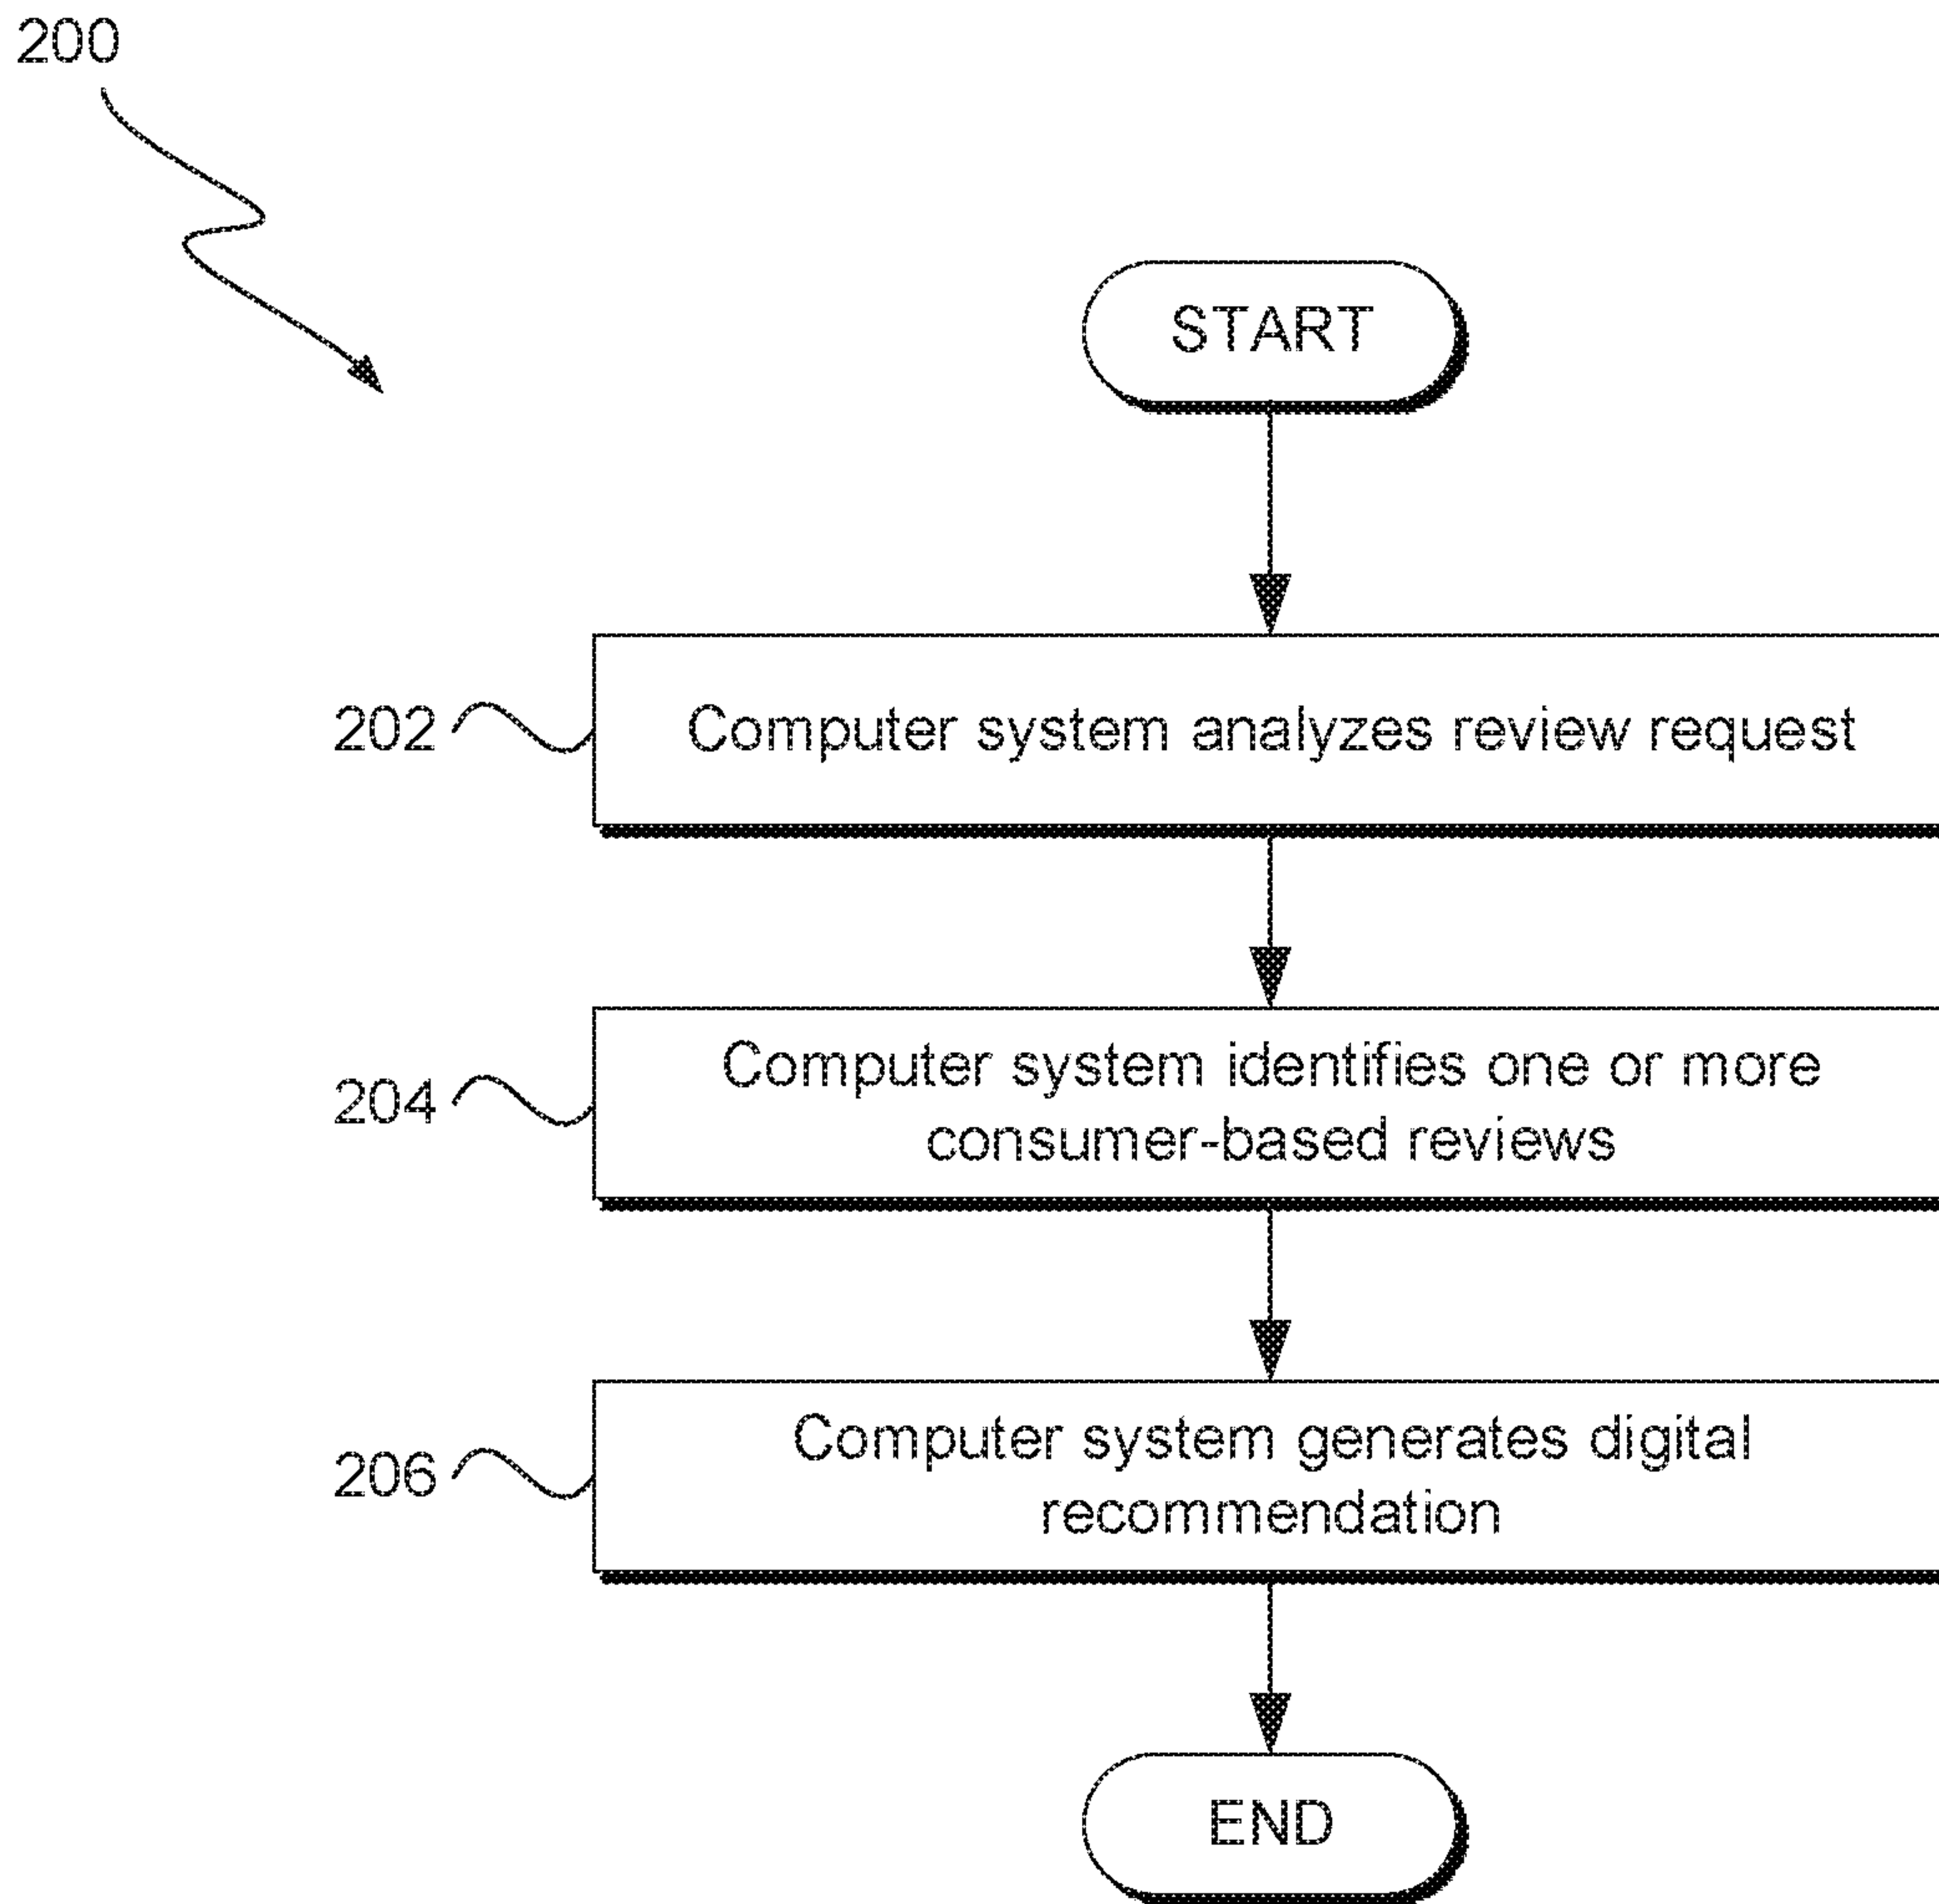 200
START
202
Computer system analyzes review request
204
Computer system identifies one or more
consumer-based reviews
206
Computer system generates digital
recommendation
END